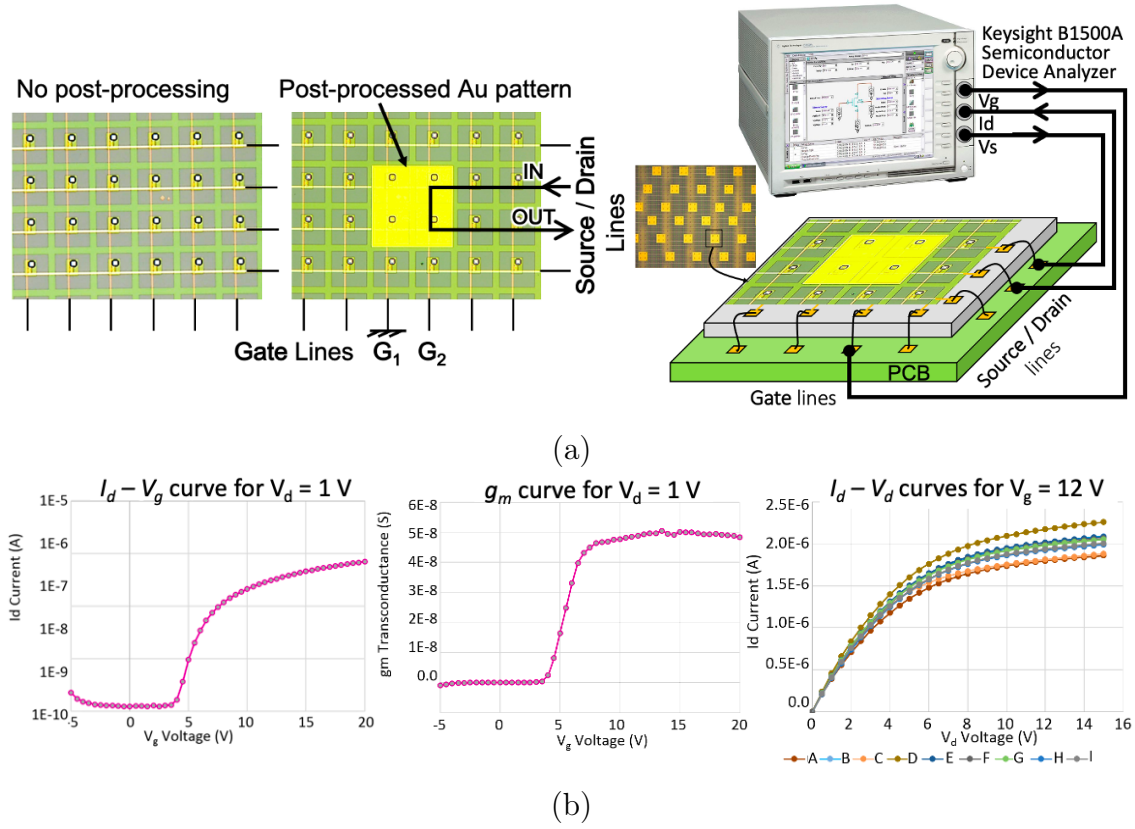 No post-processing
Post-processed Au pattern
IN
OUT
Source / Drain
Lines
Gate Lines
G1
G2
Keysight B1500A
Semiconductor
Device Analyzer
Vg
Id
Vs
PCB
Gate lines
Source / Drain
lines
(a)
Id – Vg curve for Vd = 1 V
1E-5
1E-6
1E-7
1E-8
1E-9
1E-10
Id Current (A)
-5
0
5
10
15
20
Vg Voltage (V)
gm curve for Vd = 1 V
6E-8
5E-8
4E-8
3E-8
2E-8
1E-8
0.0
gm Transconductance (S)
-5
0
5
10
15
20
Vg Voltage (V)
Id – Vd curves for Vg = 12 V
2.5E-6
2.0E-6
1.5E-6
1.0E-6
0.5E-6
0.0
Id Current (A)
0
2
4
6
8
10
12
14
16
Vd Voltage (V)
A B C D E F G H I
(b)